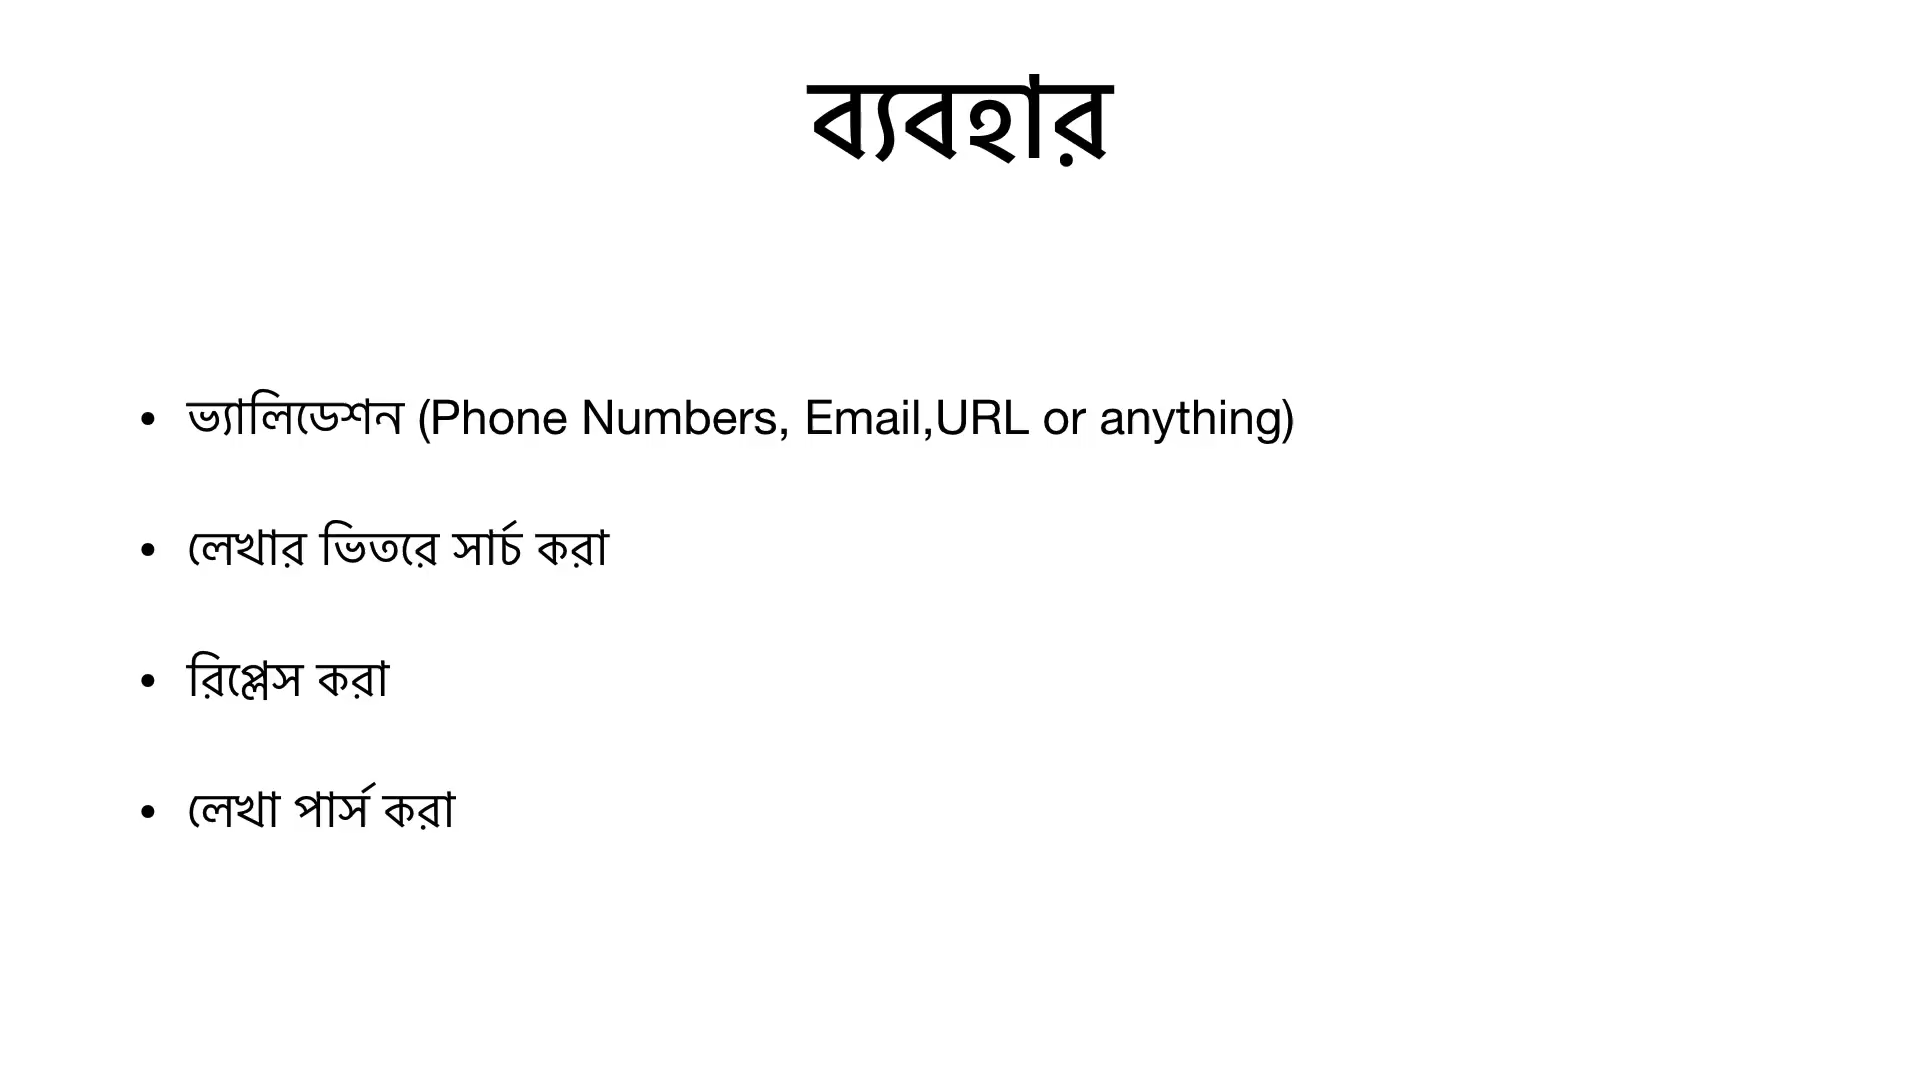 ব্যবহার
• ভ্যালিডেশন (Phone Numbers, Email,URL or anything)
• লেখার ভিতরে সার্চ করা
• রিপ্লেস করা
• লেখা পার্স করা